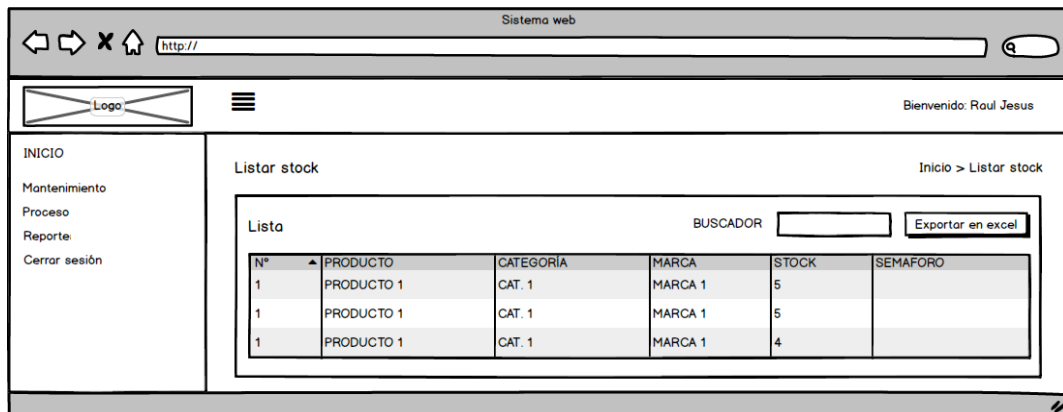 Sistema web
http://
Logo
Bienvenido: Raul Jesus
INICIO
Mantenimiento
Proceso
Reporte
Cerrar sesión
Listar stock
Inicio > Listar stock
Lista
BUSCADOR
Exportar en excel
N° PRODUCTO CATEGORÍA MARCA STOCK SEMAFORO
1 PRODUCTO 1 CAT. 1 MARCA 1 5
1 PRODUCTO 1 CAT. 1 MARCA 1 5
1 PRODUCTO 1 CAT. 1 MARCA 1 4